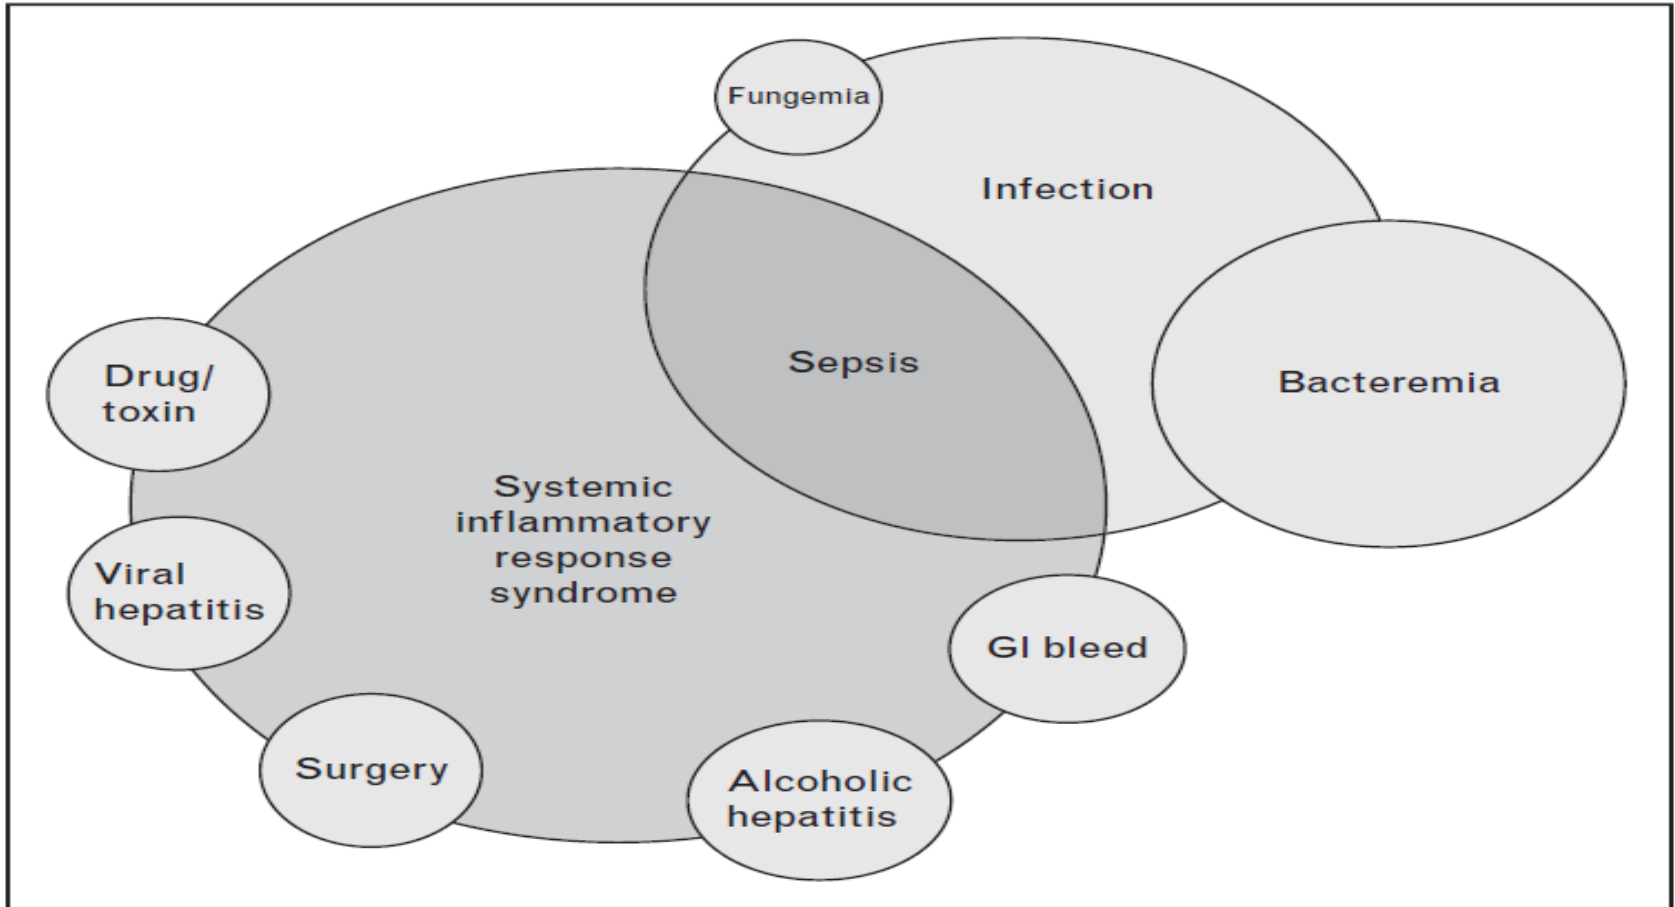 Fungemia
Infection
Sepsis
Bacteremia
Drug/
toxin
Systemic
inflammatory
response
syndrome
Viral
hepatitis
GI bleed
Surgery
Alcoholic
hepatitis